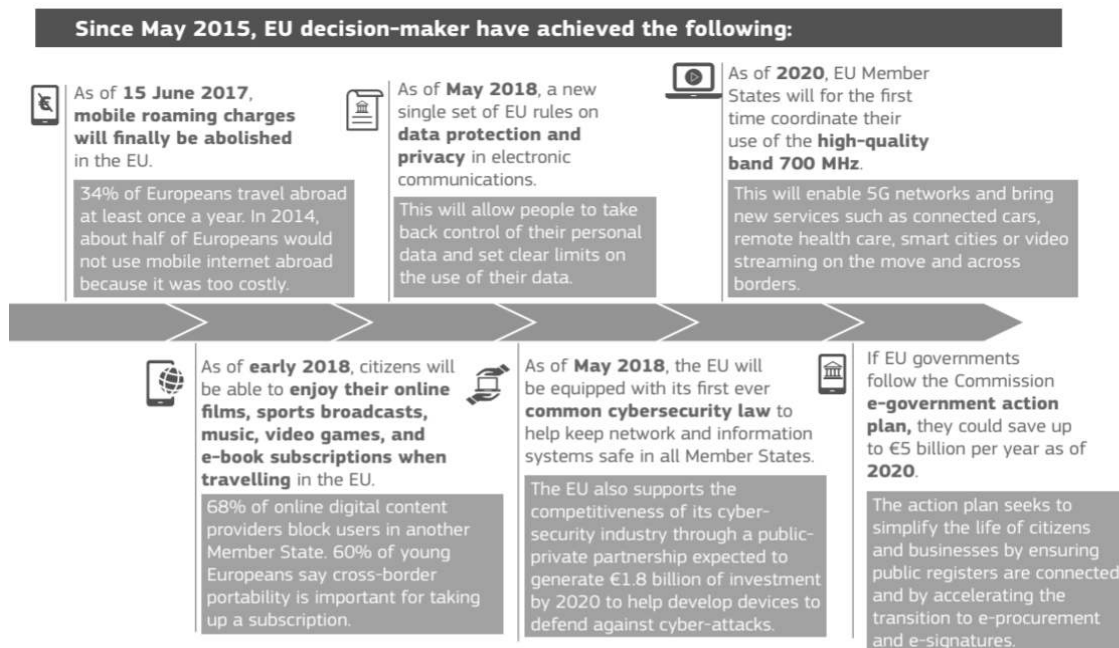 Since May 2015, EU decision-maker have achieved the following:
As of 15 June 2017,
mobile roaming charges
will finally be abolished
in the EU.
34% of Europeans travel abroad
at least once a year. In 2014,
about half of Europeans would
not use mobile internet abroad
because it was too costly.
As of early 2018, citizens will
be able to enjoy their online
films, sports broadcasts,
music, video games, and
e-book subscriptions when
travelling in the EU.
68% of online digital content
providers block users in another
Member State. 60% of young
Europeans say cross-border
portability is important for taking
up a subscription.
As of May 2018, a new
single set of EU rules on
data protection and
privacy in electronic
communications.
This will allow people to take
back control of their personal
data and set clear limits on
the use of their data.
As of May 2018, the EU will
be equipped with its first ever
common cybersecurity law to
help keep network and information
systems safe in all Member States.
The EU also supports the
competitiveness of its cyber-
security industry through a public-
private partnership expected to
generate €1.8 billion of investment
by 2020 to help develop devices to
defend against cyber-attacks.
As of 2020, EU Member
States will for the first
time coordinate their
use of the high-quality
band 700 MHz.
This will enable 5G networks and bring
new services such as connected cars,
remote health care, smart cities or video
streaming on the move and across
borders.
If EU governments
follow the Commission
e-government action
plan, they could save up
to €5 billion per year as of
2020.
The action plan seeks to
simplify the life of citizens
and businesses by ensuring
public registers are connected
and by accelerating the
transition to e-procurement
and e-signatures.